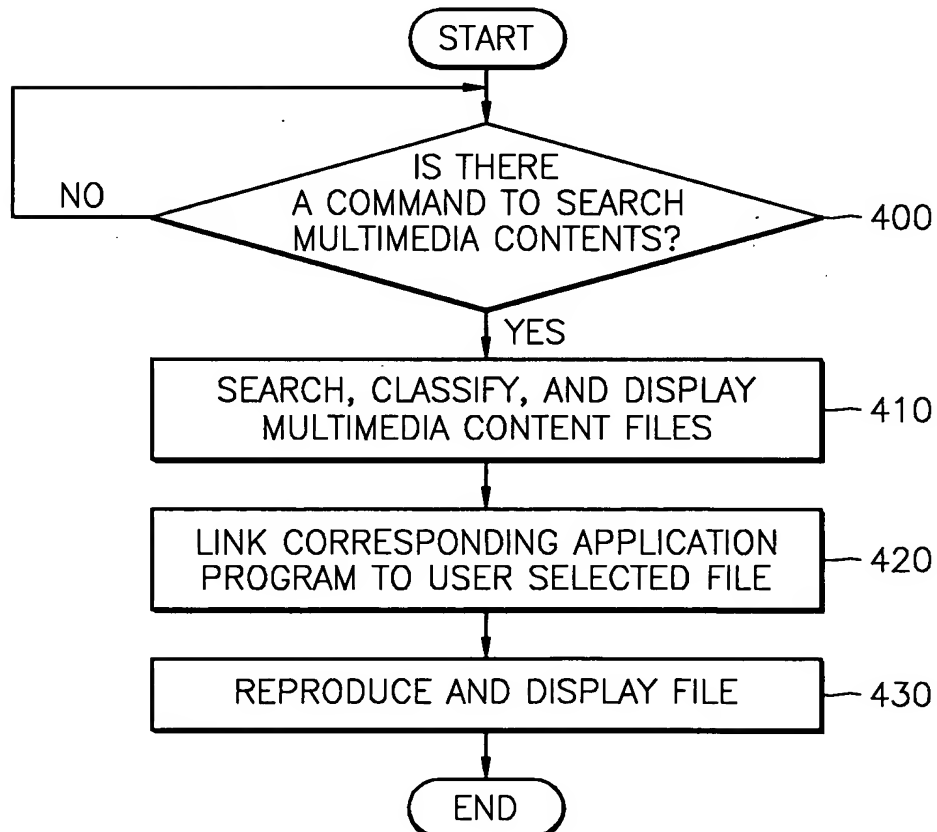 START
IS THERE
A COMMAND TO SEARCH
MULTIMEDIA CONTENTS?
400
NO
YES
SEARCH, CLASSIFY, AND DISPLAY
MULTIMEDIA CONTENT FILES
410
LINK CORRESPONDING APPLICATION
PROGRAM TO USER SELECTED FILE
420
REPRODUCE AND DISPLAY FILE
430
END